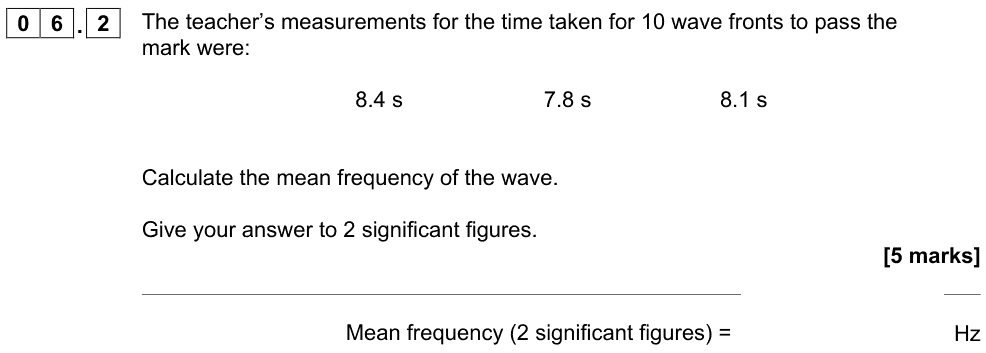 0 6 . 2 The teacher’s measurements for the time taken for 10 wave fronts to pass the
mark were:
8.4 s 7.8 s 8.1 s
Calculate the mean frequency of the wave.
Give your answer to 2 significant figures.
[5 marks]
Mean frequency (2 significant figures) = Hz